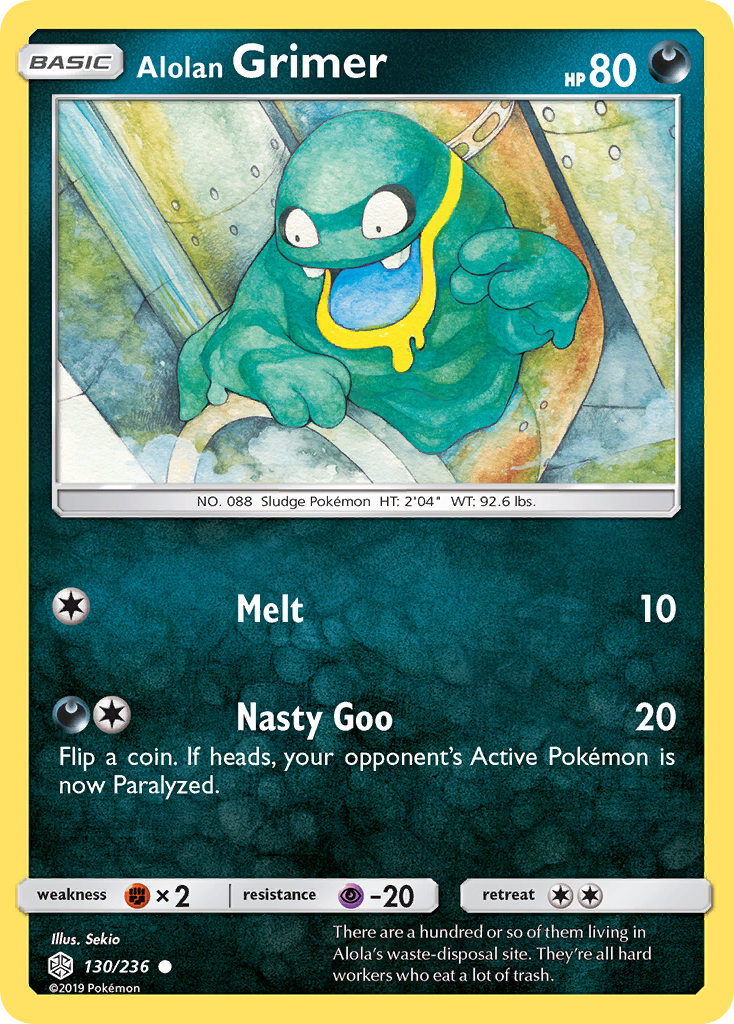 BASIC Alolan Grimer HP 80
NO. 088 Sludge Pokémon HT: 2'04" WT: 92.6 lbs.
Melt 10
Nasty Goo 20
Flip a coin. If heads, your opponent's Active Pokémon is
now Paralyzed.
weakness × 2 resistance -20 retreat
Illus. Sekio
130/236
©2019 Pokémon
There are a hundred or so of them living in
Alola's waste-disposal site. They're all hard
workers who eat a lot of trash.